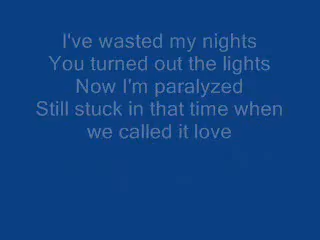 I've wasted my nights
You turned out the lights
Now I'm paralyzed
Still stuck in that time when
we called it love